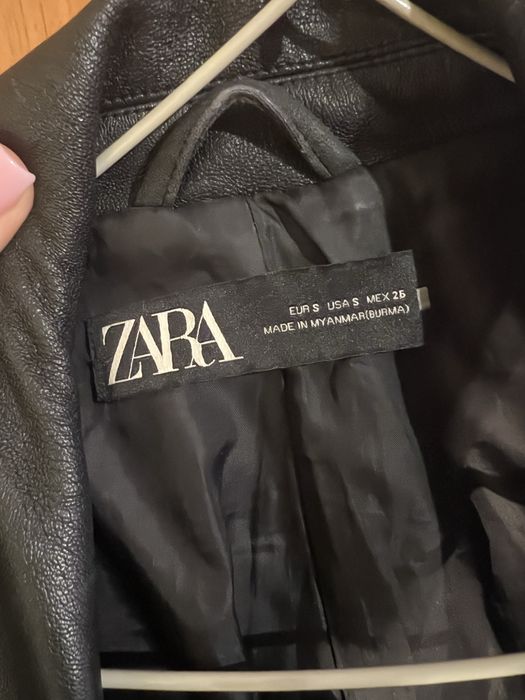 ZARA
EUR S USA S MEX 26
MADE IN MYANMAR(BURMA)